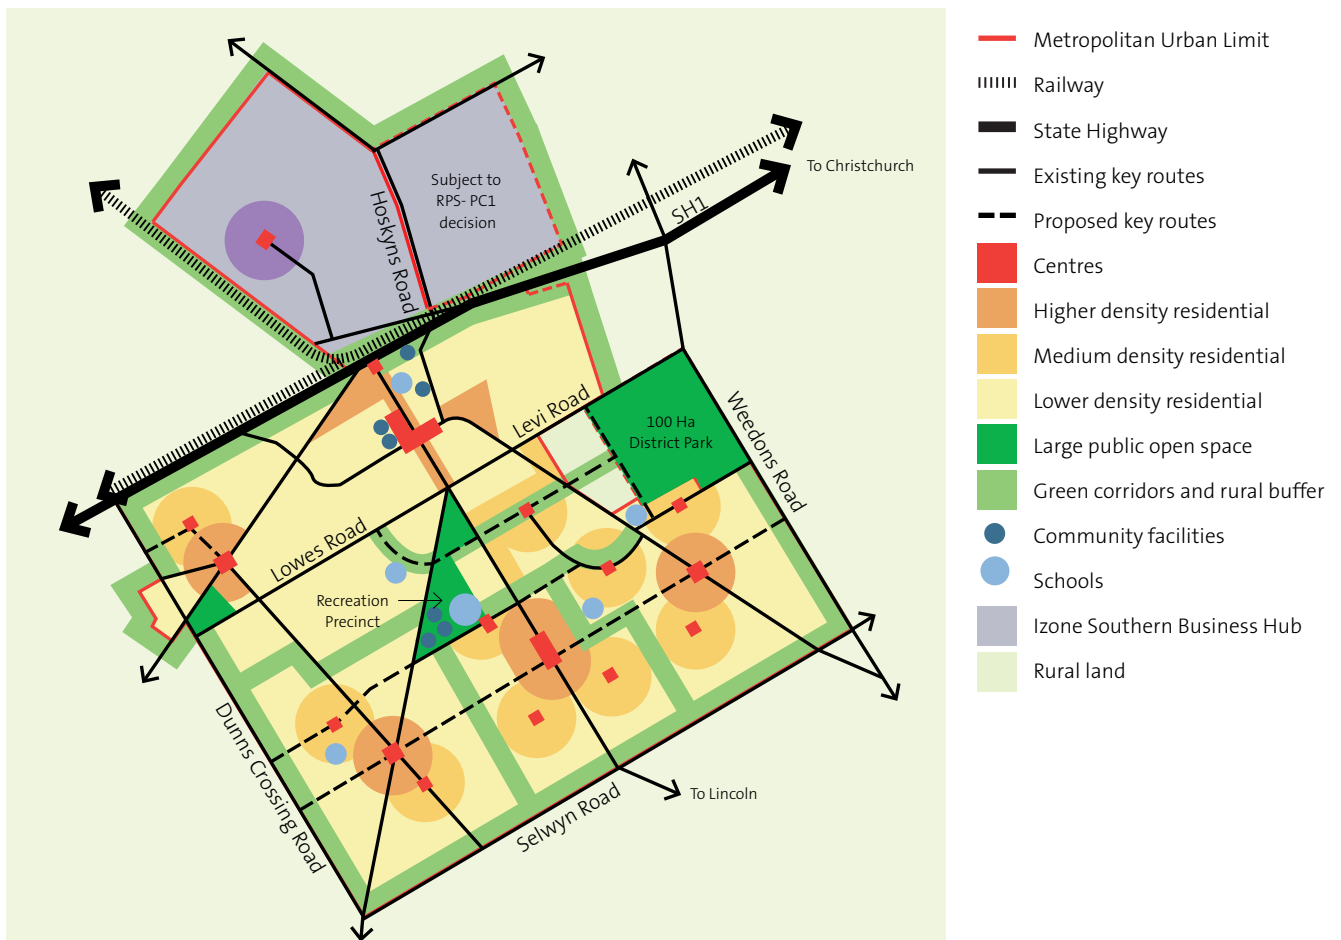 To Christchurch
SH1
Subject to
RPS- PC1
decision
Hoskyns Road
Levi Road
100 Ha
District Park
Weedons Road
Lowes Road
Recreation
Precinct
Dunns Crossing Road
Selwyn Road
To Lincoln
Metropolitan Urban Limit
Railway
State Highway
Existing key routes
Proposed key routes
Centres
Higher density residential
Medium density residential
Lower density residential
Large public open space
Green corridors and rural buffer
Community facilities
Schools
Izone Southern Business Hub
Rural land